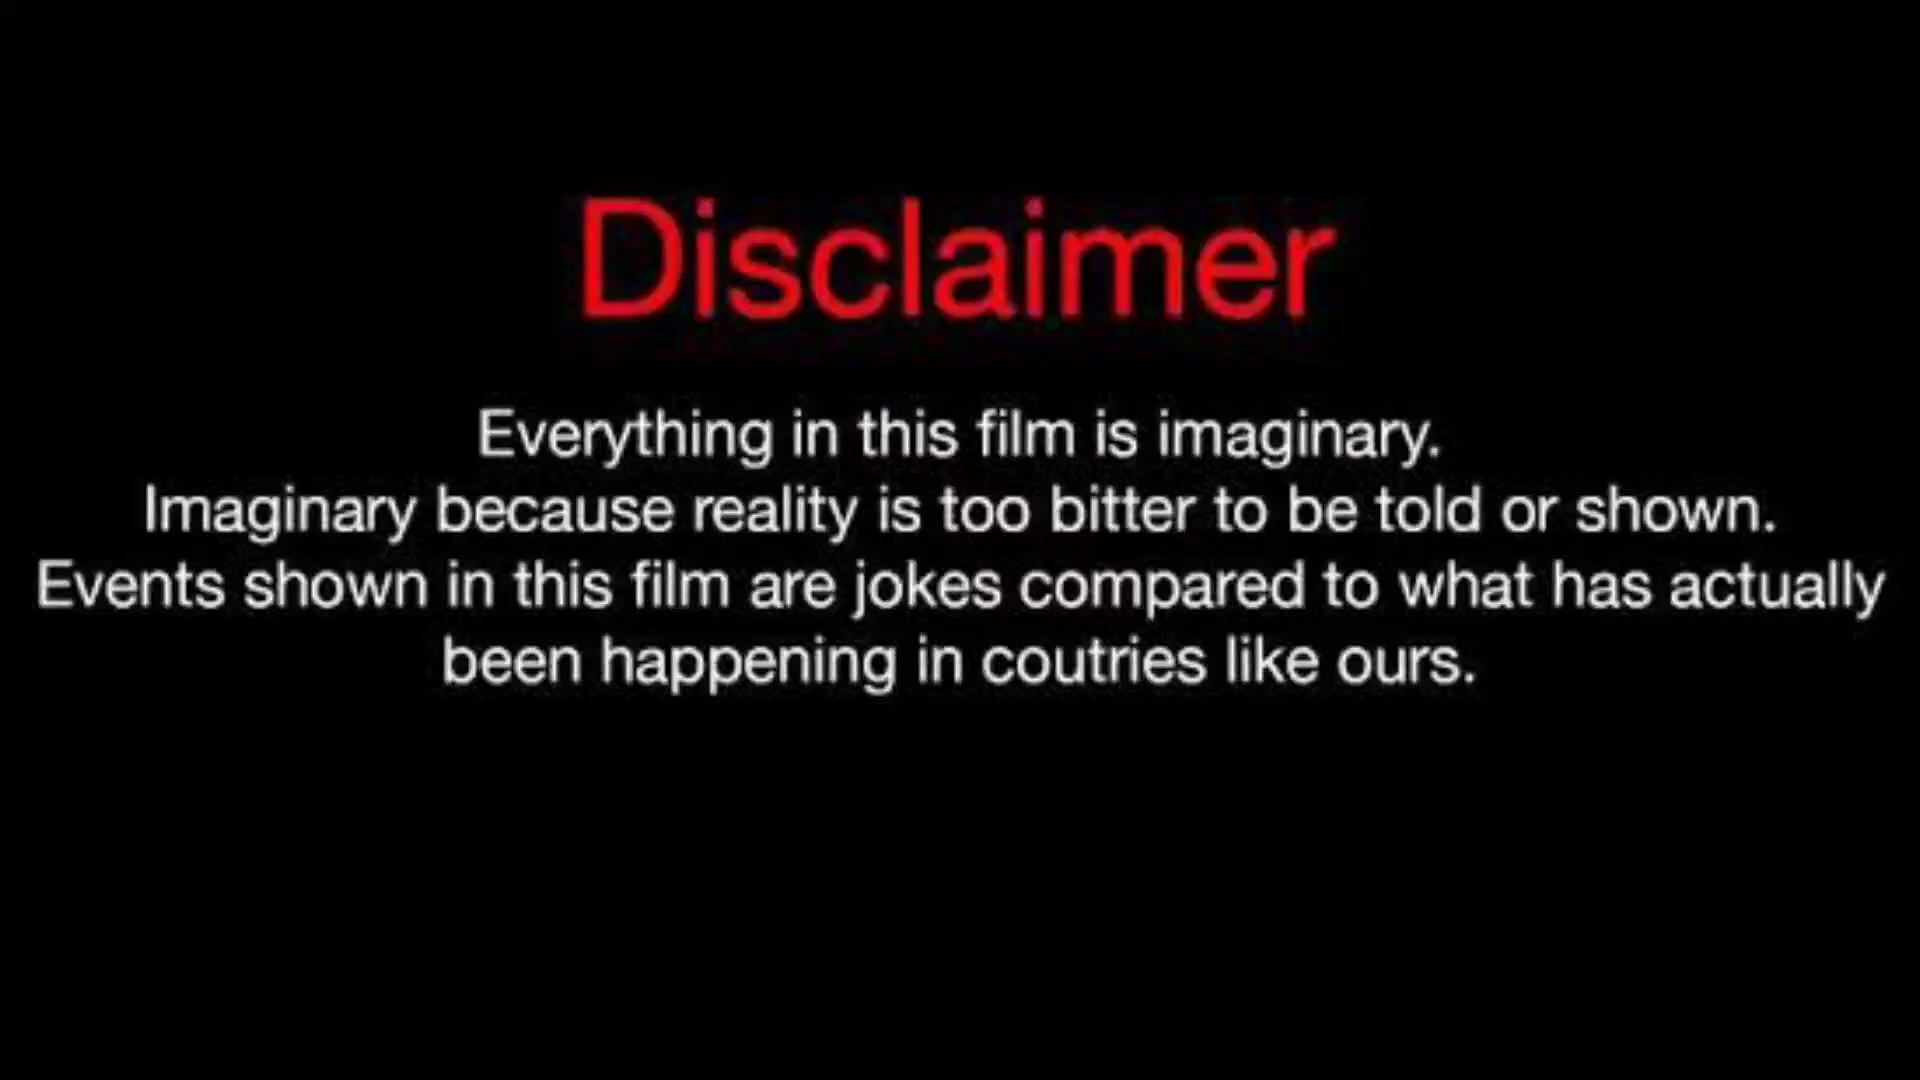 Disclaimer
Everything in this film is imaginary.
Imaginary because reality is too bitter to be told or shown.
Events shown in this film are jokes compared to what has actually
been happening in coutries like ours.